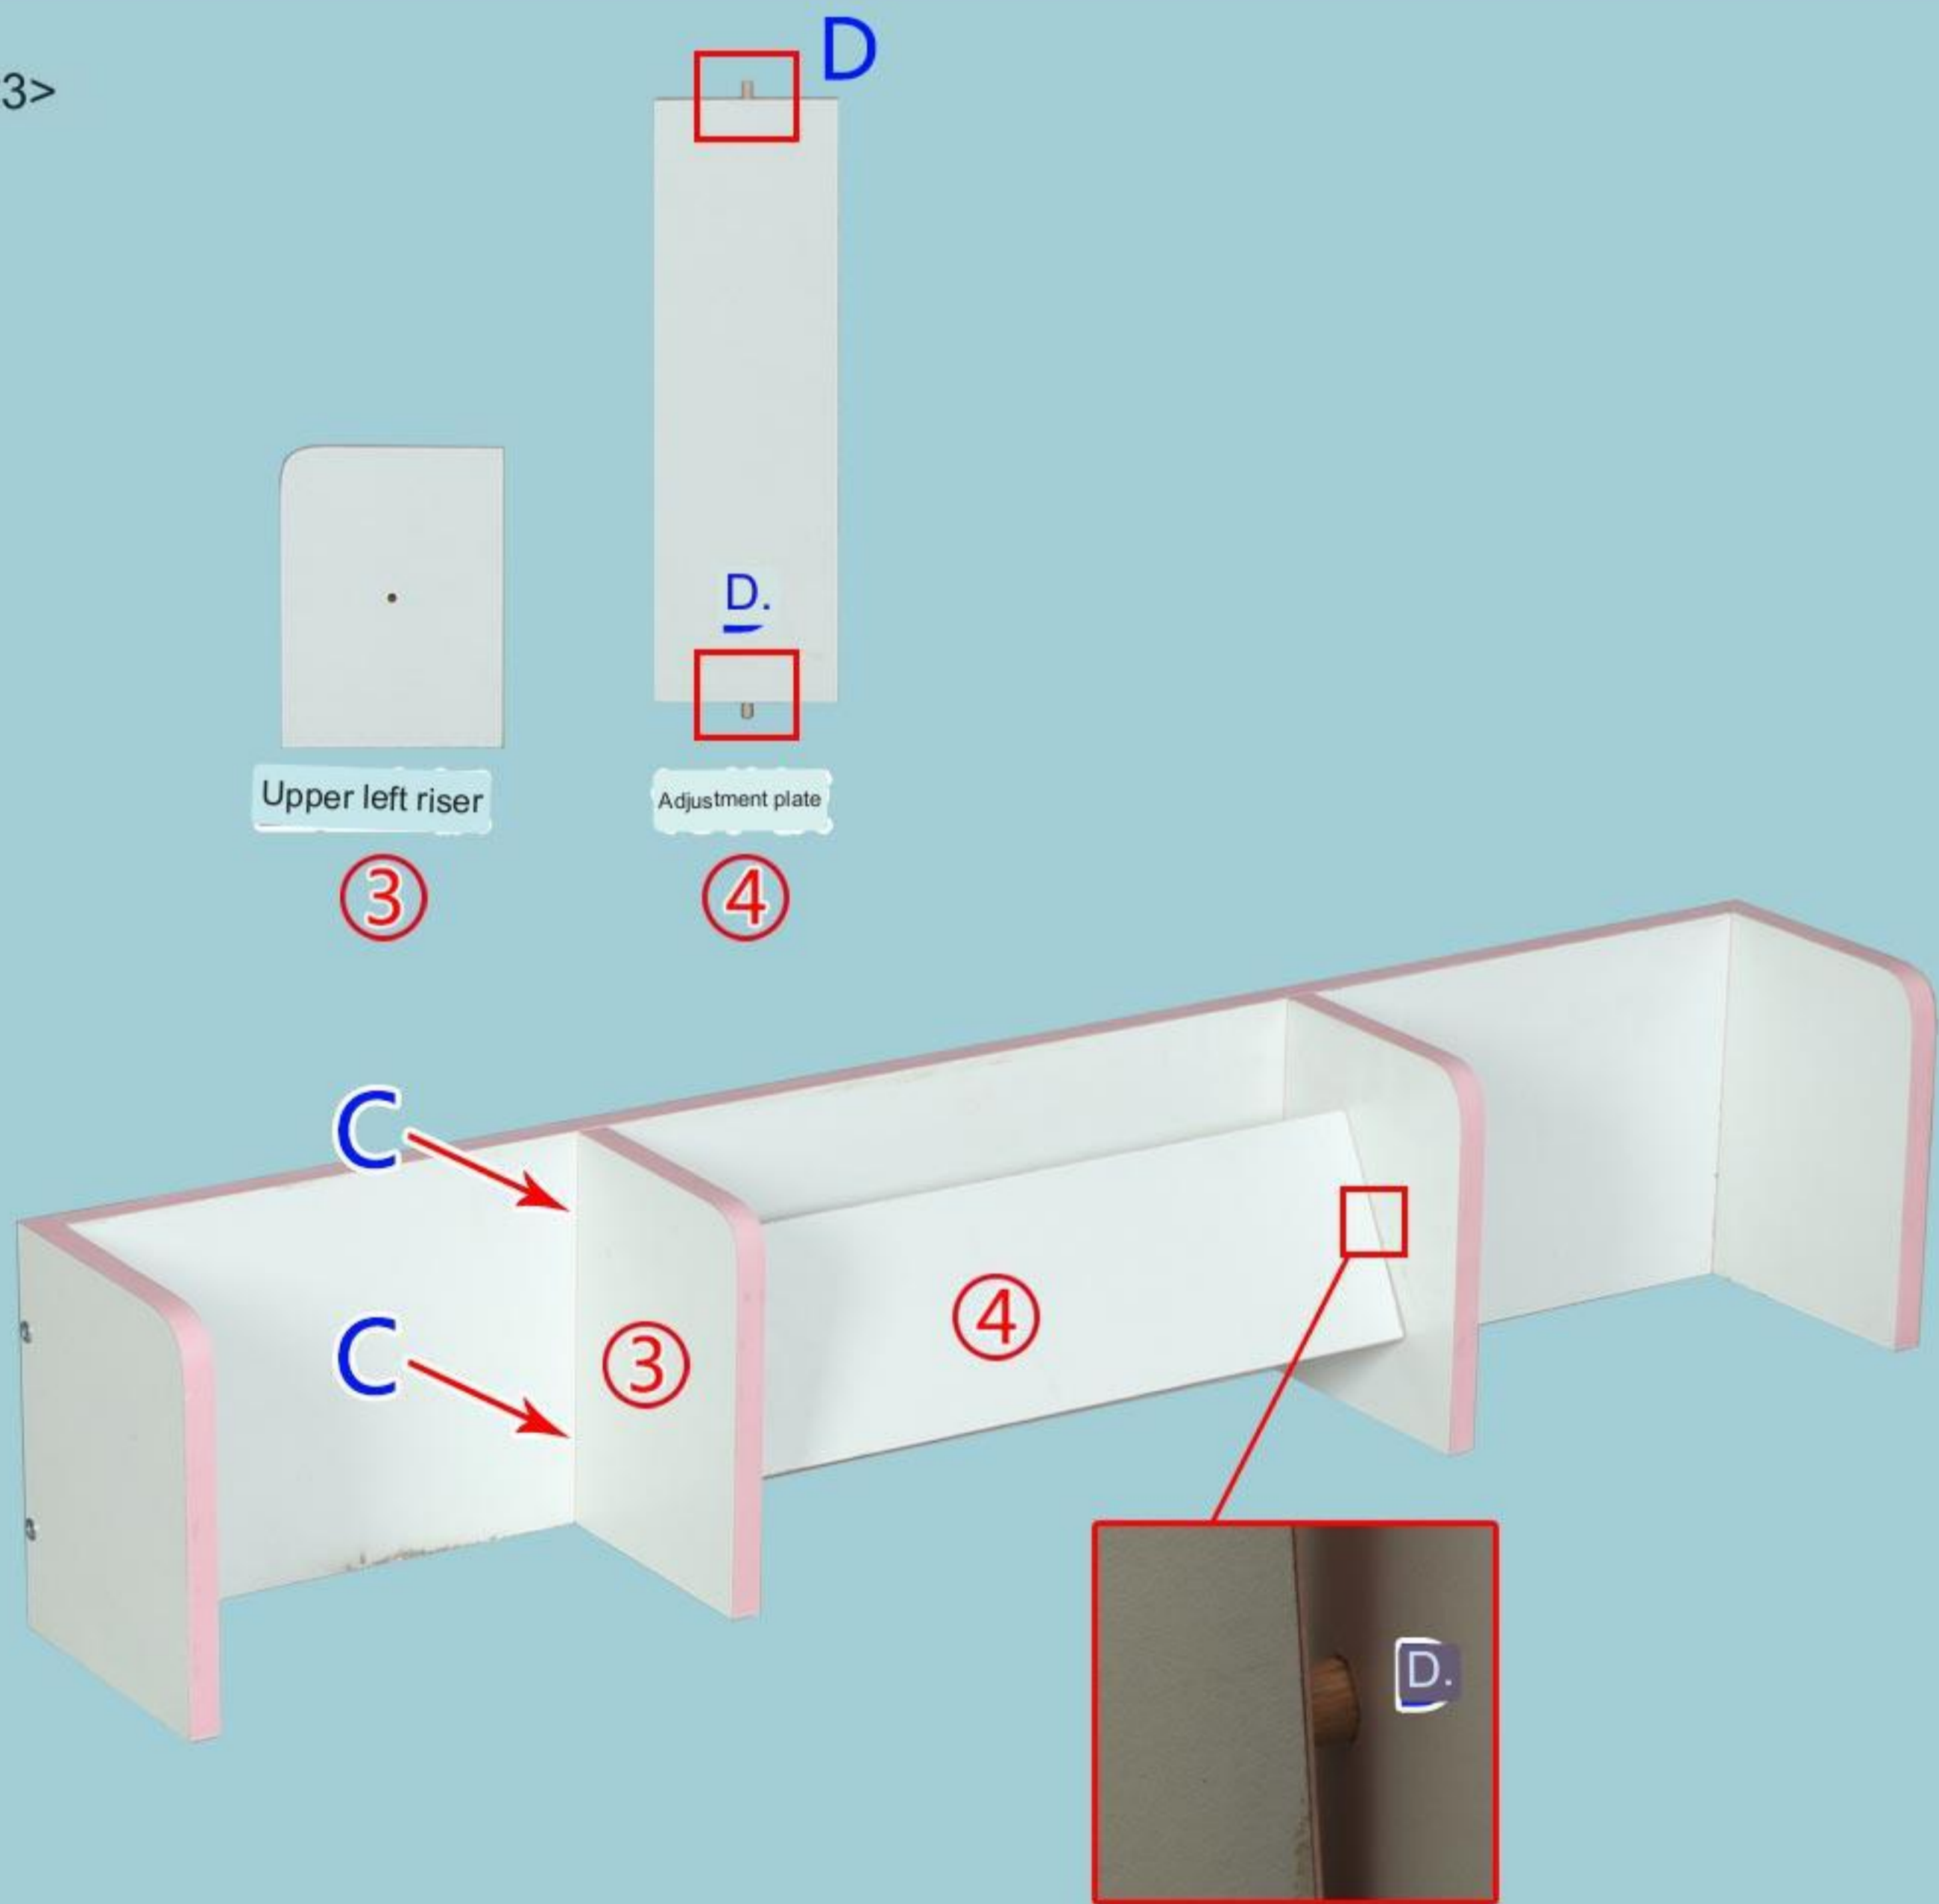 D
3>
D.
Upper left riser
Adjustment plate
③
④
C
C
③
④
D.